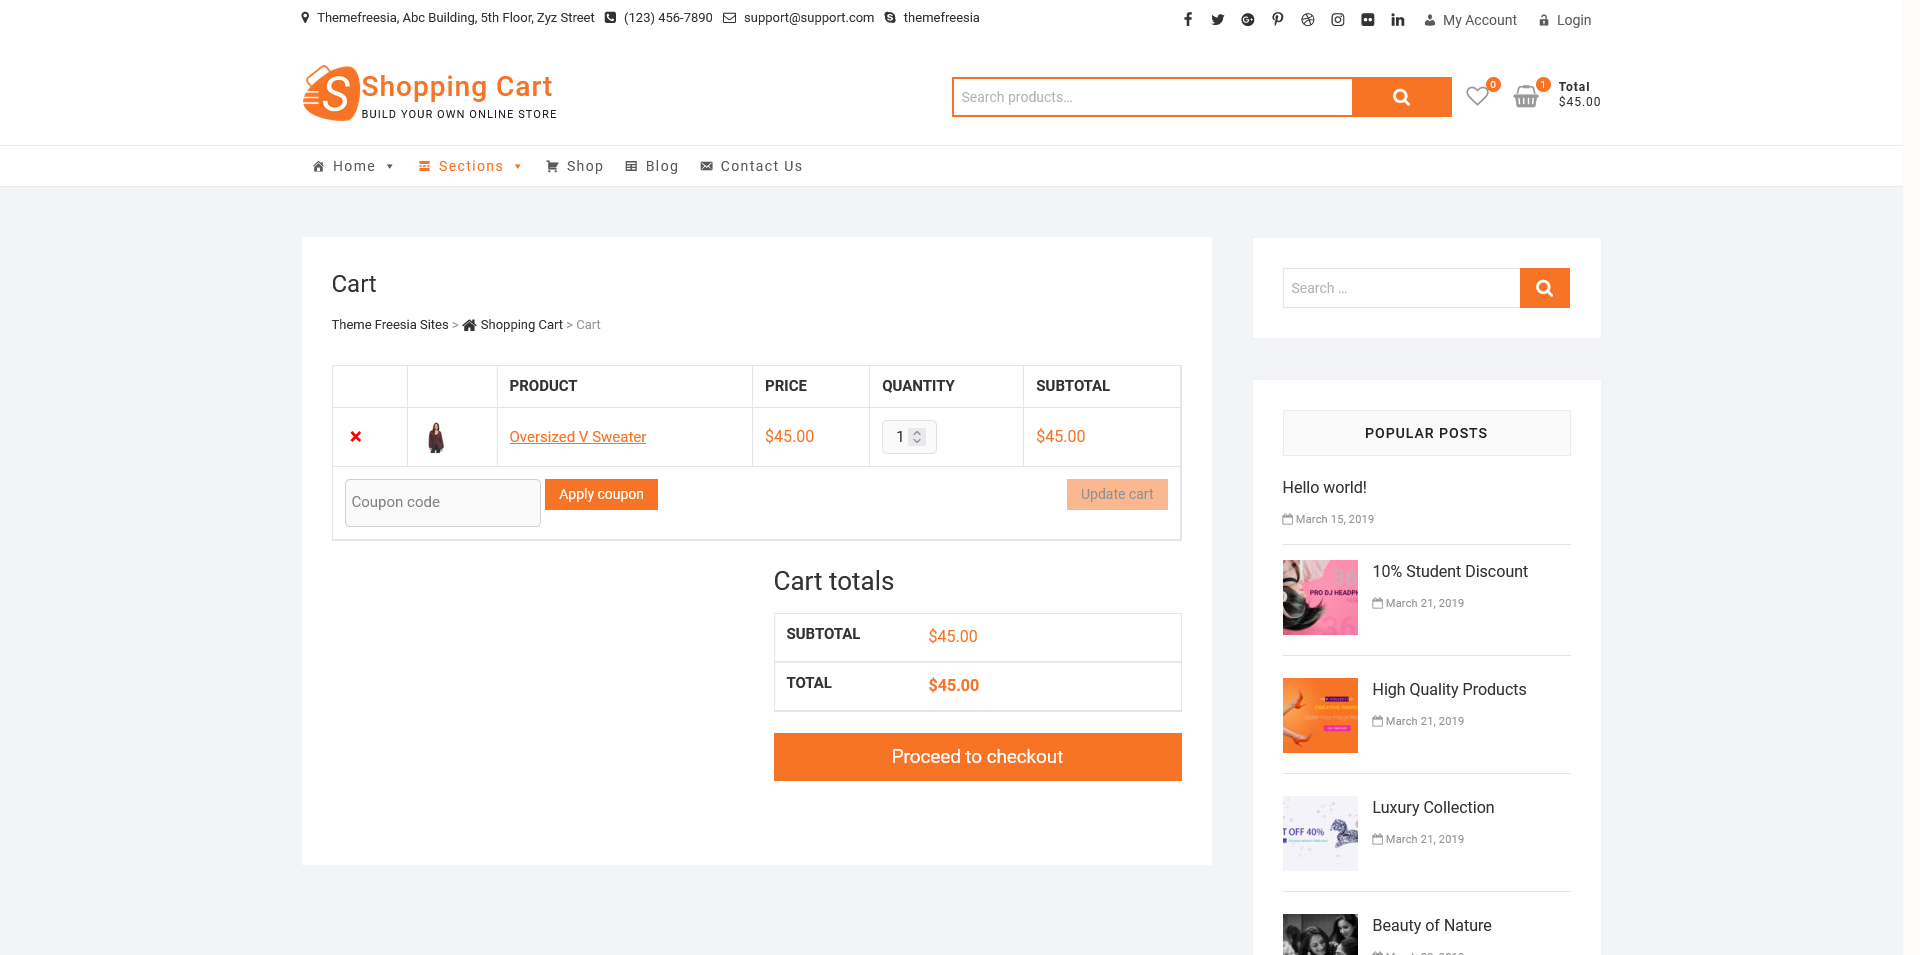 Themefreesia, Abc Building, 5th Floor, Zyz Street (123) 456-7890 support@support.com themefreesia
My Account Login
Shopping Cart
BUILD YOUR OWN ONLINE STORE
Search products...
0
1
Total
$45.00
Home Sections Shop Blog Contact Us
Cart
Theme Freesia Sites > Shopping Cart > Cart
PRODUCT PRICE QUANTITY SUBTOTAL
Oversized V Sweater $45.00 1 $45.00
Coupon code Apply coupon Update cart
Cart totals
SUBTOTAL $45.00
TOTAL $45.00
Proceed to checkout
Search ...
POPULAR POSTS
Hello world!
March 15, 2019
PRO DJ HEADPH
10% Student Discount
March 21, 2019
High Quality Products
March 21, 2019
T OFF 40%
Luxury Collection
March 21, 2019
Beauty of Nature